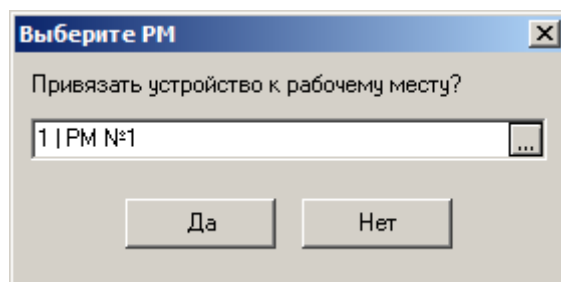 Выберите РМ
Привязать устройство к рабочему месту?
1 | РМ №1
...
Да
Нет